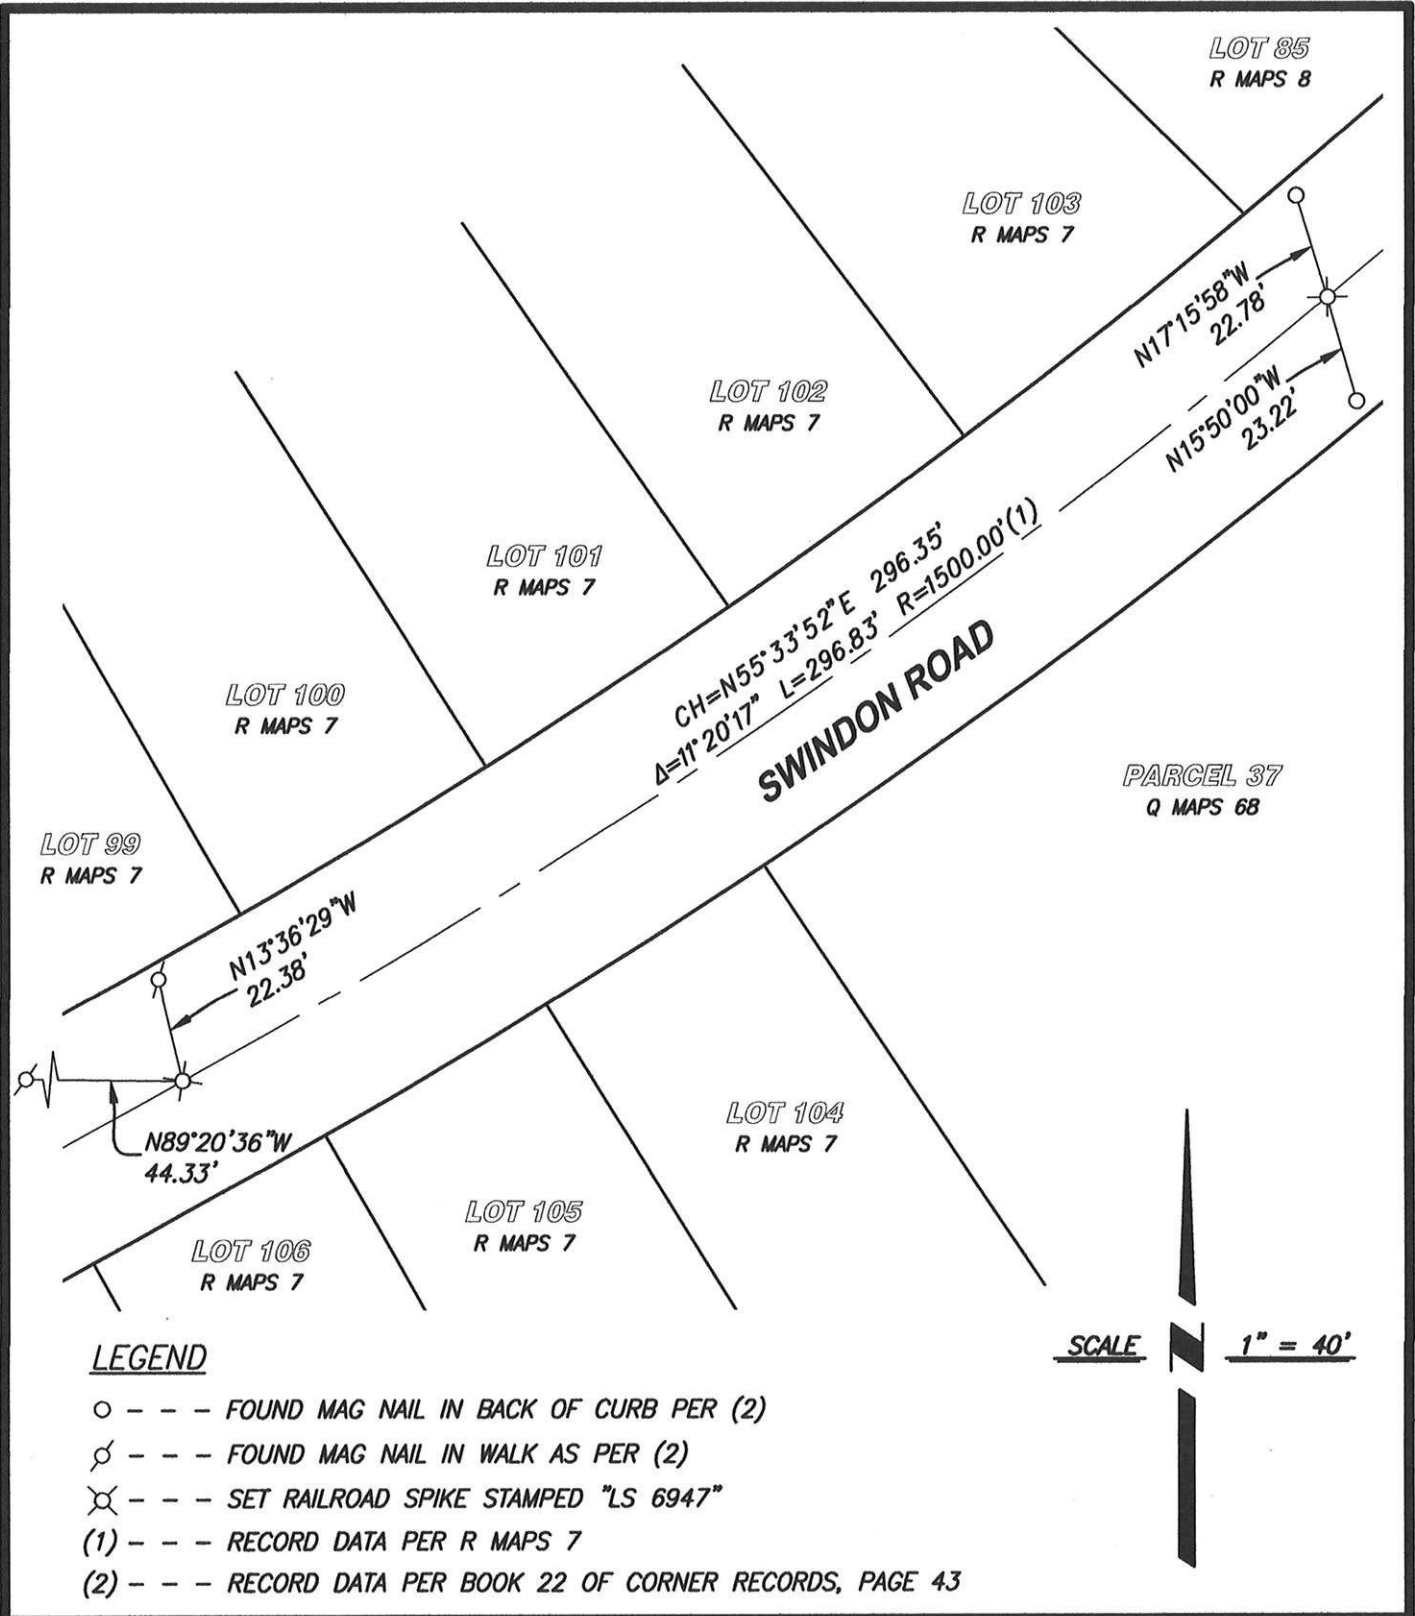 LOT 85
R MAPS 8
LOT 103
R MAPS 7
N17°15'58"W
22.78'
LOT 102
R MAPS 7
N15°50'00"W
23.22'
LOT 101
R MAPS 7
CH=N55°33'52"E 296.35'
Δ=11°20'17" L=296.83' R=1500.00'(1)
SWINDON ROAD
LOT 100
R MAPS 7
PARCEL 37
Q MAPS 68
LOT 99
R MAPS 7
N13°36'29"W
22.38'
N89°20'36"W
44.33'
LOT 104
R MAPS 7
LOT 105
R MAPS 7
LOT 106
R MAPS 7
SCALE N 1" = 40'
LEGEND
– – – FOUND MAG NAIL IN BACK OF CURB PER (2)
– – – FOUND MAG NAIL IN WALK AS PER (2)
– – – SET RAILROAD SPIKE STAMPED "LS 6947"
(1) – – – RECORD DATA PER R MAPS 7
(2) – – – RECORD DATA PER BOOK 22 OF CORNER RECORDS, PAGE 43